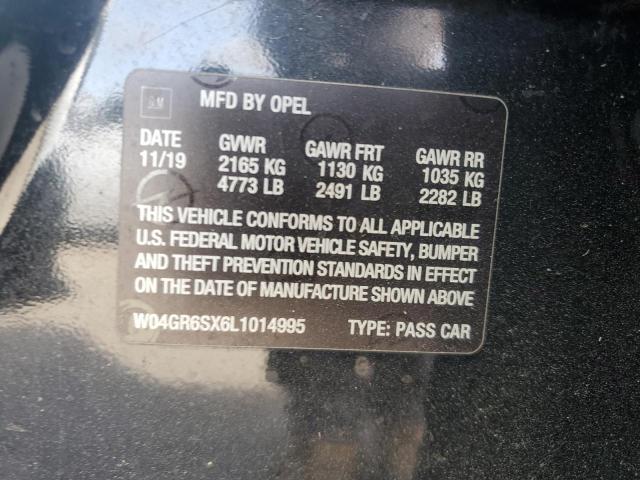 GM MFD BY OPEL
DATE GVWR GAWR FRT GAWR RR
11/19 2165 KG 1130 KG 1035 KG
4773 LB 2491 LB 2282 LB
THIS VEHICLE CONFORMS TO ALL APPLICABLE
U.S. FEDERAL MOTOR VEHICLE SAFETY, BUMPER
AND THEFT PREVENTION STANDARDS IN EFFECT
ON THE DATE OF MANUFACTURE SHOWN ABOVE
W04GR6SX6L1014995 TYPE: PASS CAR